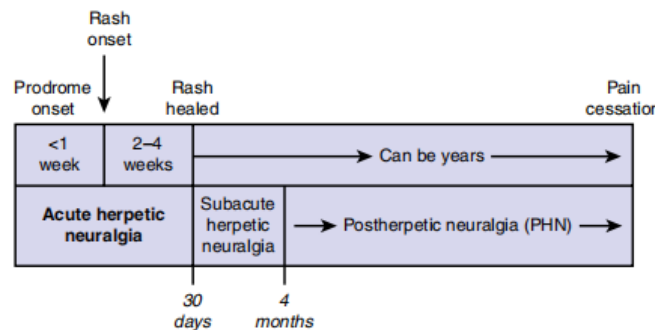 Rash
onset
Prodrome
onset
Rash
healed
Pain
cessation
<1
week
2–4
weeks
Can be years
Acute herpetic
neuralgia
Subacute
herpetic
neuralgia
Postherpetic neuralgia (PHN)
30
days
4
months